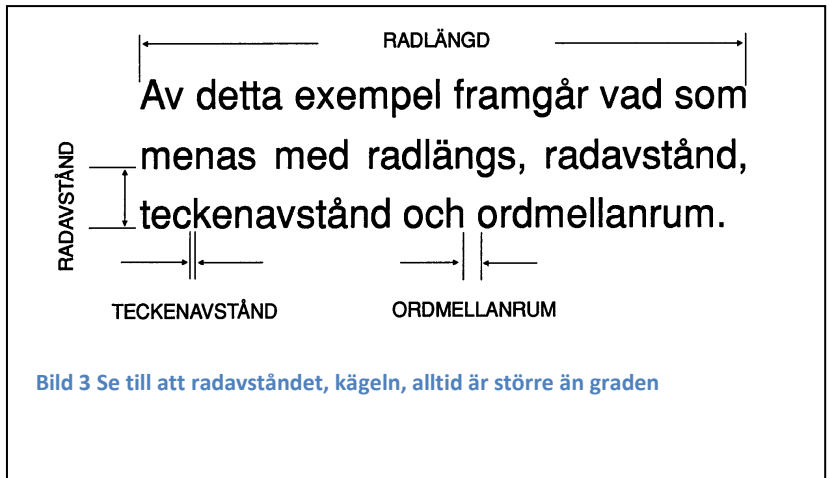 RADLÄNGD
Av detta exempel framgår vad som
menas med radlängs, radavstånd,
teckenavstånd och ordmellanrum.
RADAVSTÅND
TECKENAVSTÅND
ORDMELLANRUM
Bild 3 Se till att radavståndet, kägeln, alltid är större än graden